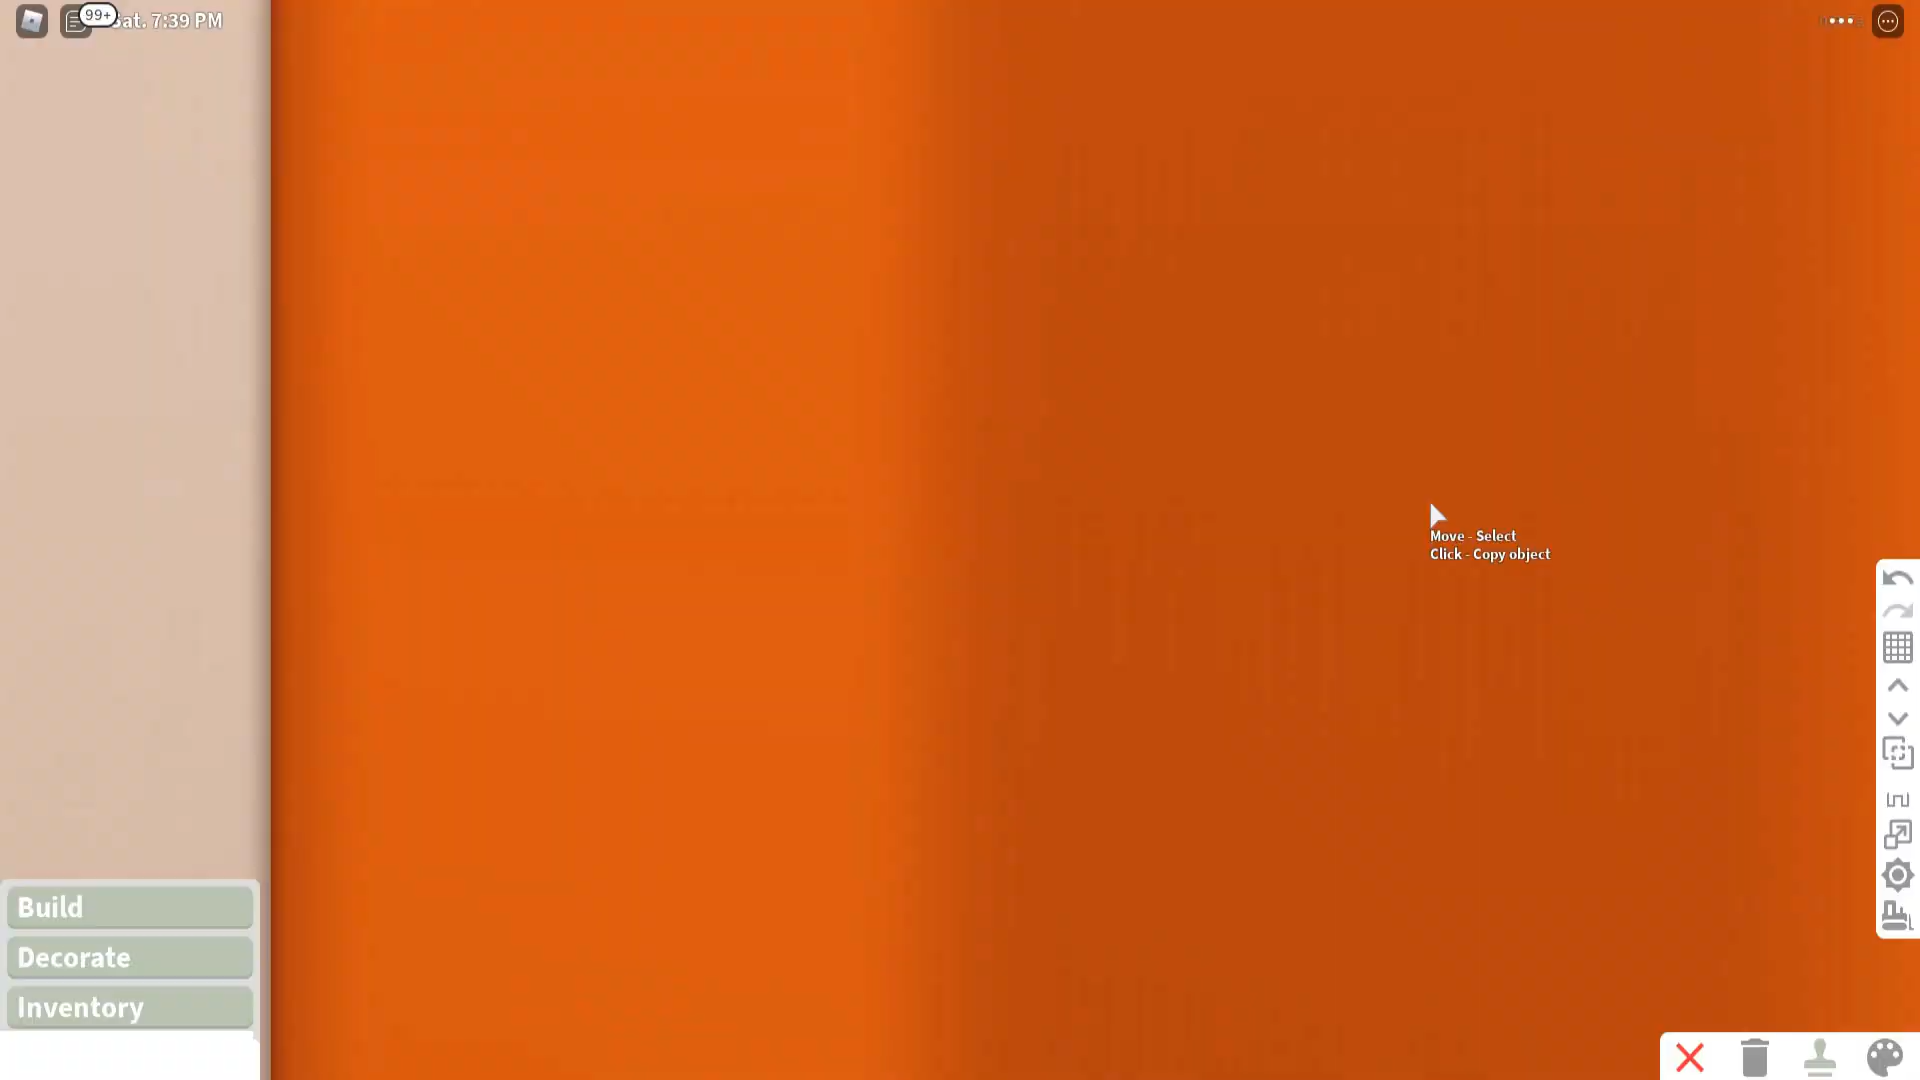 99+
Sat. 7:39 PM
Move - Select
Click - Copy object
Build
Decorate
Inventory